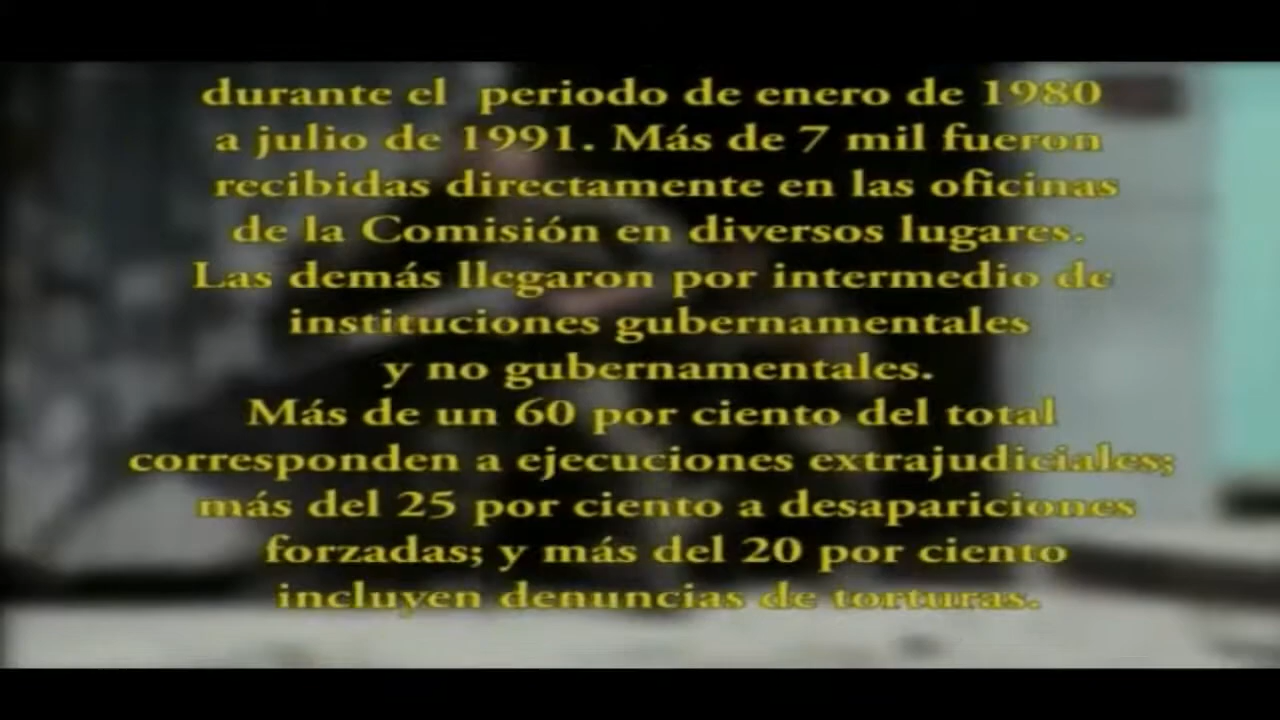 durante el periodo de enero de 1980
a julio de 1991. Más de 7 mil fueron
recibidas directamente en las oficinas
de la Comisión en diversos lugares.
Las demás llegaron por intermedio de
instituciones gubernamentales
y no gubernamentales.
Más de un 60 por ciento del total
corresponden a ejecuciones extrajudiciales;
más del 25 por ciento a desapariciones
forzadas; y más del 20 por ciento
incluyen denuncias de torturas.